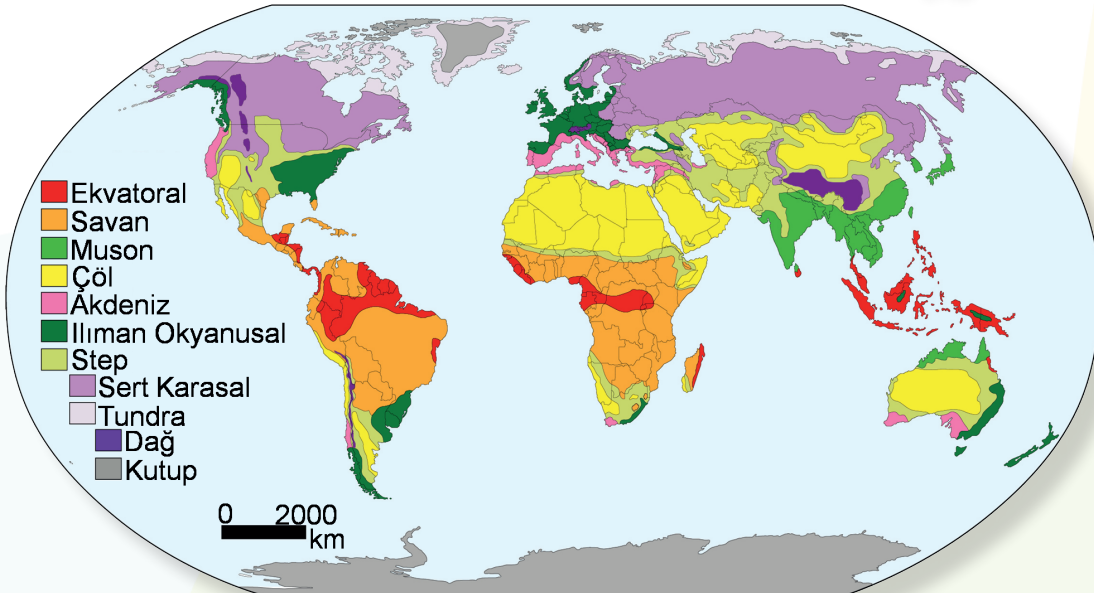 Ekvatoral
Savan
Muson
Çöl
Akdeniz
Ilıman Okyanusal
Step
Sert Karasal
Tundra
Dağ
Kutup
0 2000
km